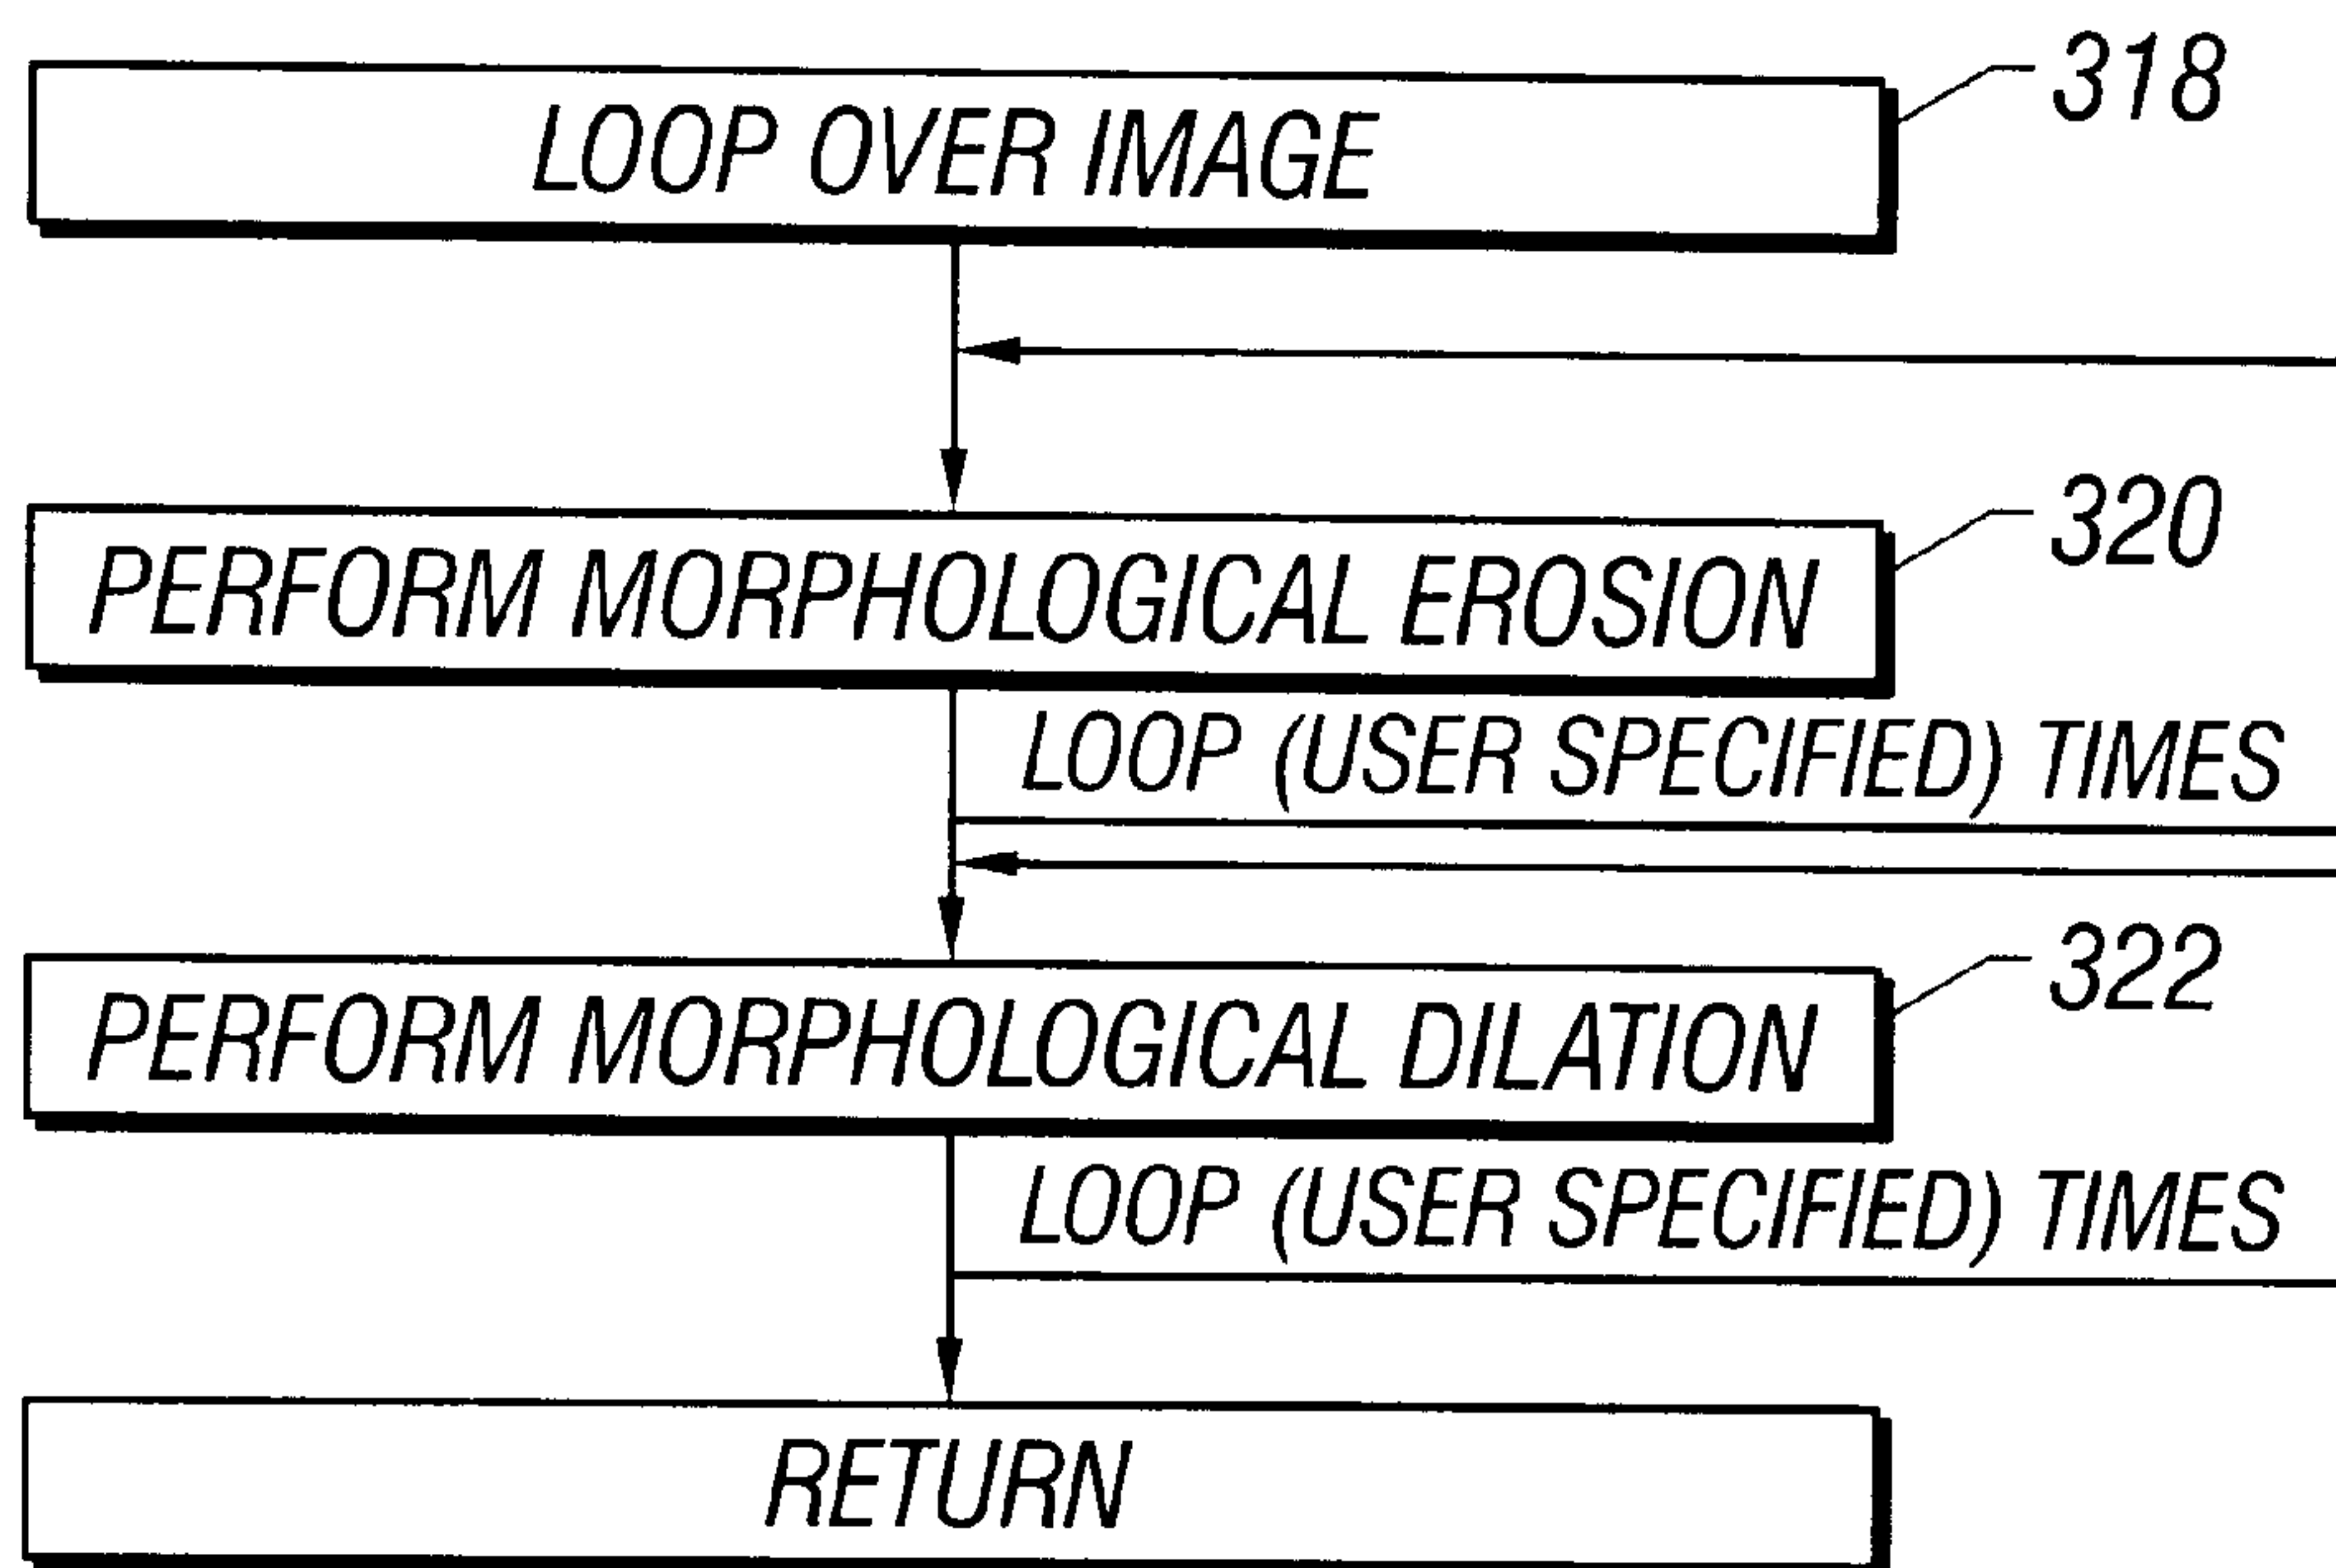 LOOP OVER IMAGE
318
PERFORM MORPHOLOGICAL EROSION
320
LOOP (USER SPECIFIED) TIMES
PERFORM MORPHOLOGICAL DILATION
322
LOOP (USER SPECIFIED) TIMES
RETURN